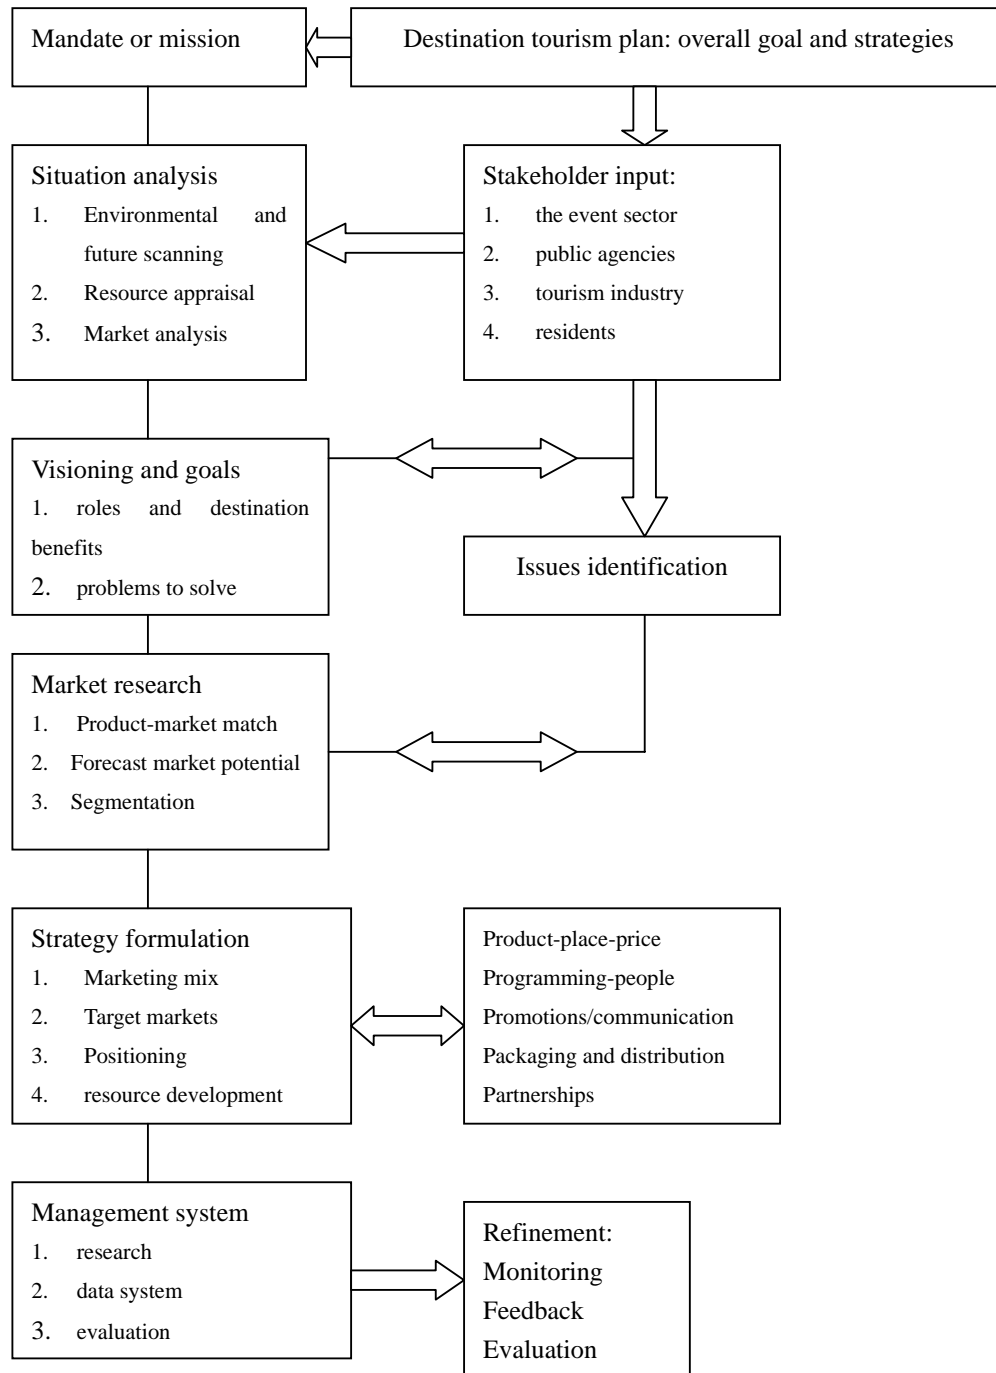 Mandate or mission
Destination tourism plan: overall goal and strategies
Situation analysis
1. Environmental and
future scanning
2. Resource appraisal
3. Market analysis
Stakeholder input:
1. the event sector
2. public agencies
3. tourism industry
4. residents
Visioning and goals
1. roles and destination
benefits
2. problems to solve
Issues identification
Market research
1. Product-market match
2. Forecast market potential
3. Segmentation
Strategy formulation
1. Marketing mix
2. Target markets
3. Positioning
4. resource development
Product-place-price
Programming-people
Promotions/communication
Packaging and distribution
Partnerships
Management system
1. research
2. data system
3. evaluation
Refinement:
Monitoring
Feedback
Evaluation